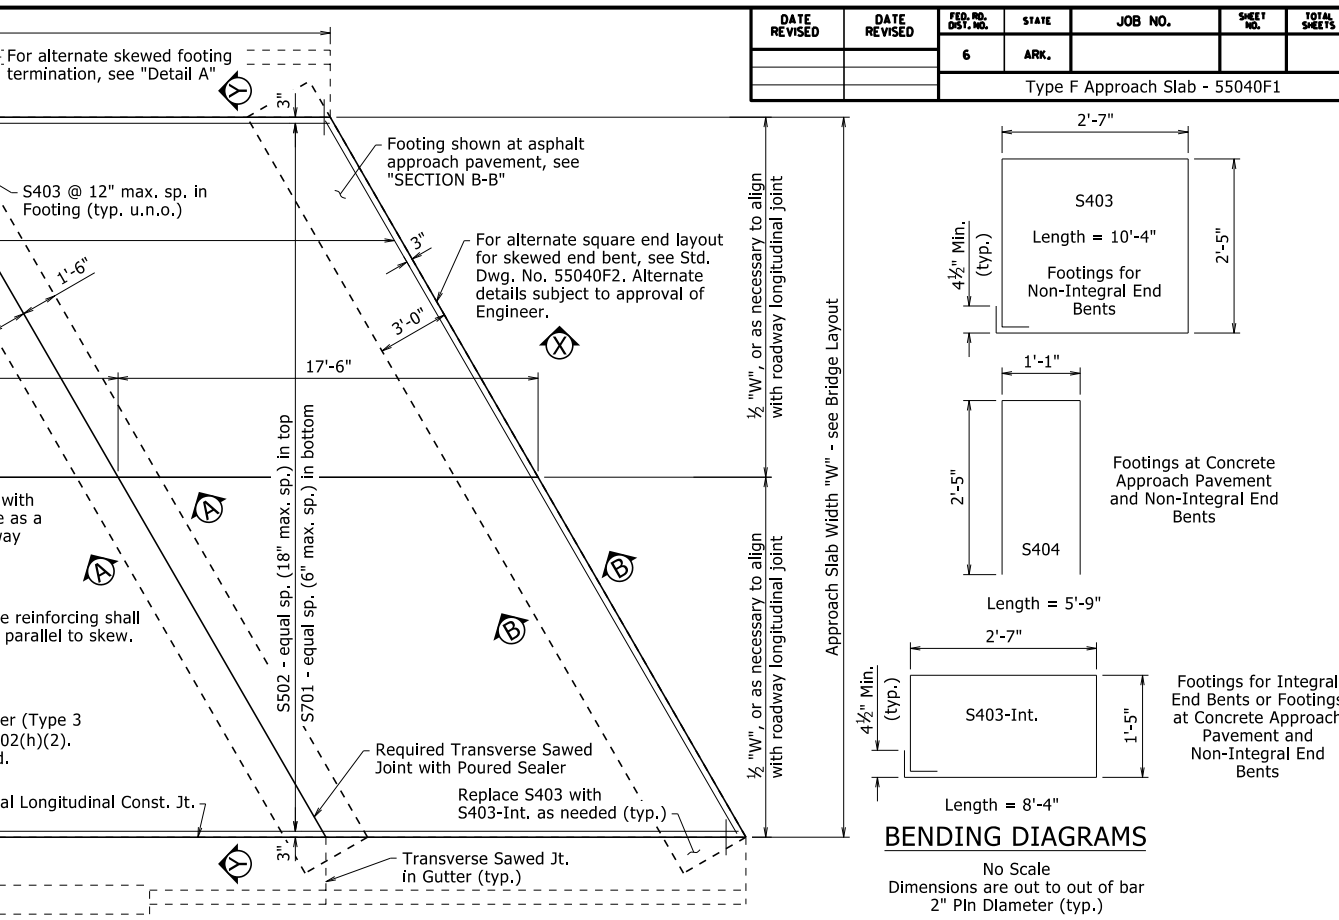 DATE REVISED
DATE REVISED
FED. RD. DIST. NO.
STATE
JOB NO.
SHEET NO.
TOTAL SHEETS
6
ARK.
Type F Approach Slab - 55040F1
For alternate skewed footing
termination, see "Detail A"
Y
3"
Footing shown at asphalt
approach pavement, see
"SECTION B-B"
S403 @ 12" max. sp. in
Footing (typ. u.n.o.)
1'-6"
3"
For alternate square end layout
for skewed end bent, see Std.
Dwg. No. 55040F2. Alternate
details subject to approval of
Engineer.
3'-0"
X
17'-6"
½ "W", or as necessary to align
with roadway longitudinal joint
Approach Slab Width "W" - see Bridge Layout
S502 - equal sp. (18" max. sp.) in top
S701 - equal sp. (6" max. sp.) in bottom
with
e as a
way
A
A
B
B
e reinforcing shall
parallel to skew.
½ "W", or as necessary to align
with roadway longitudinal joint
er (Type 3
02(h)(2).
d.
Required Transverse Sawed
Joint with Poured Sealer
al Longitudinal Const. Jt.
Replace S403 with
S403-Int. as needed (typ.)
3"
Y
Transverse Sawed Jt.
in Gutter (typ.)
2'-7"
S403
Length = 10'-4"
Footings for
Non-Integral End
Bents
4½" Min.
(typ.)
2'-5"
1'-1"
2'-5"
S404
Footings at Concrete
Approach Pavement
and Non-Integral End
Bents
Length = 5'-9"
2'-7"
4½" Min.
(typ.)
S403-Int.
1'-5"
Footings for Integral
End Bents or Footings
at Concrete Approach
Pavement and
Non-Integral End
Bents
Length = 8'-4"
BENDING DIAGRAMS
No Scale
Dimensions are out to out of bar
2" Pin Diameter (typ.)